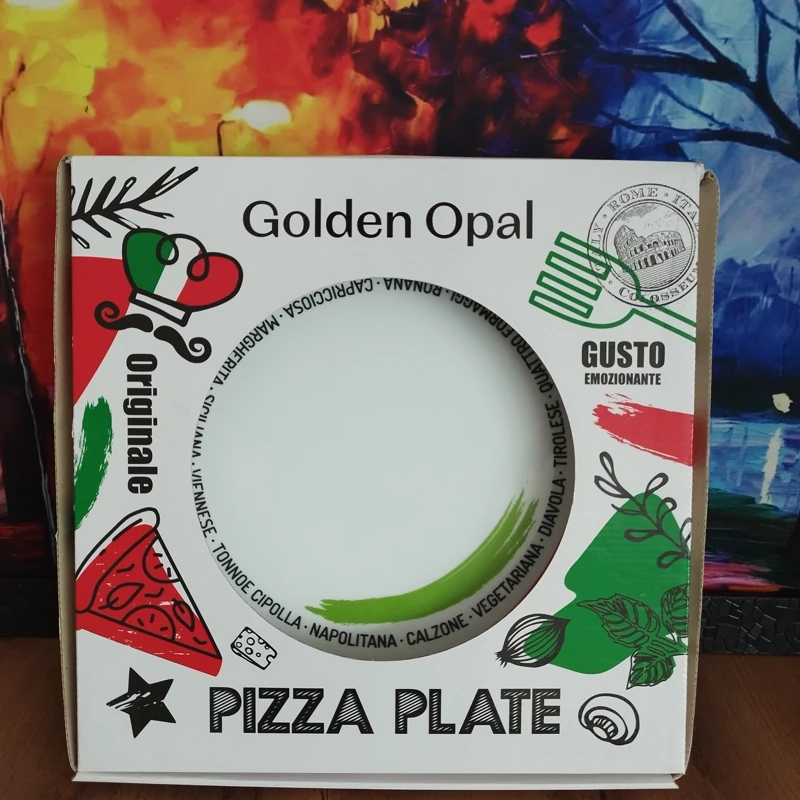 Golden Opal
ROME · ITALY · COLOSSEUM
Originale
GUSTO
EMOZIONANTE
SICILIANA · MARGHERITA · CAPRICCIOSA · ROMANA · QUATTRO FORMAGGI · TIROLESE · DIAVOLA · VEGETARIANA · CALZONE · NAPOLITANA · TONNOE CIPOLLA · VIENNESE
PIZZA PLATE